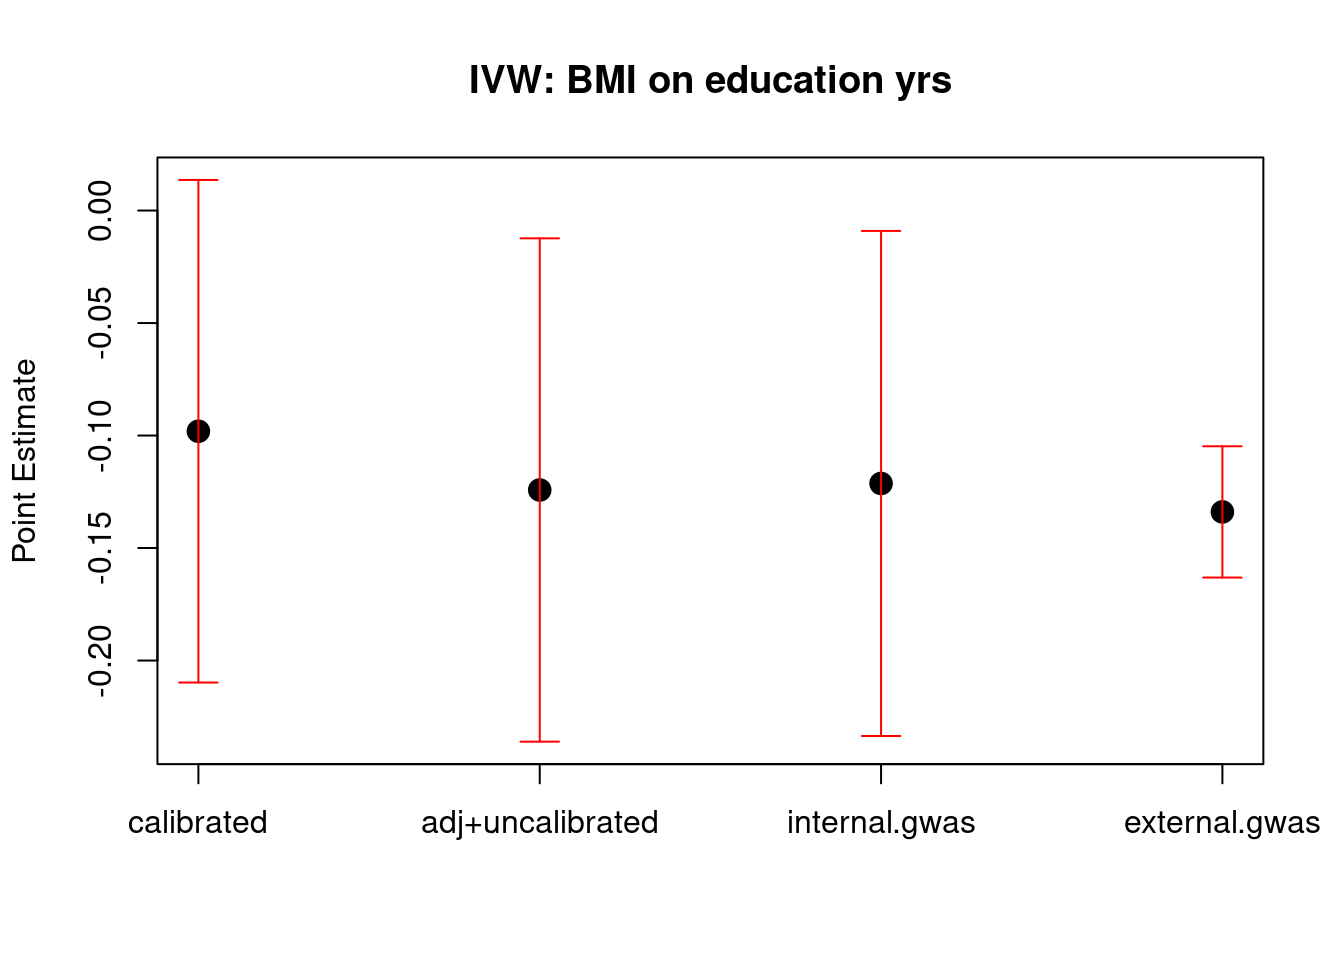 IVW: BMI on education yrs
Point Estimate
0.00
-0.05
-0.10
-0.15
-0.20
calibrated
adj+uncalibrated
internal.gwas
external.gwas